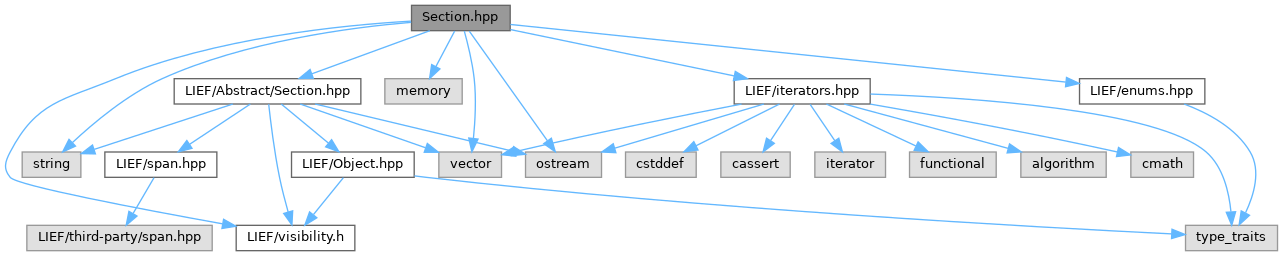 Section.hpp
LIEF/Abstract/Section.hpp
memory
LIEF/iterators.hpp
LIEF/enums.hpp
string
LIEF/span.hpp
LIEF/Object.hpp
vector
ostream
cstddef
cassert
iterator
functional
algorithm
cmath
LIEF/third-party/span.hpp
LIEF/visibility.h
type_traits